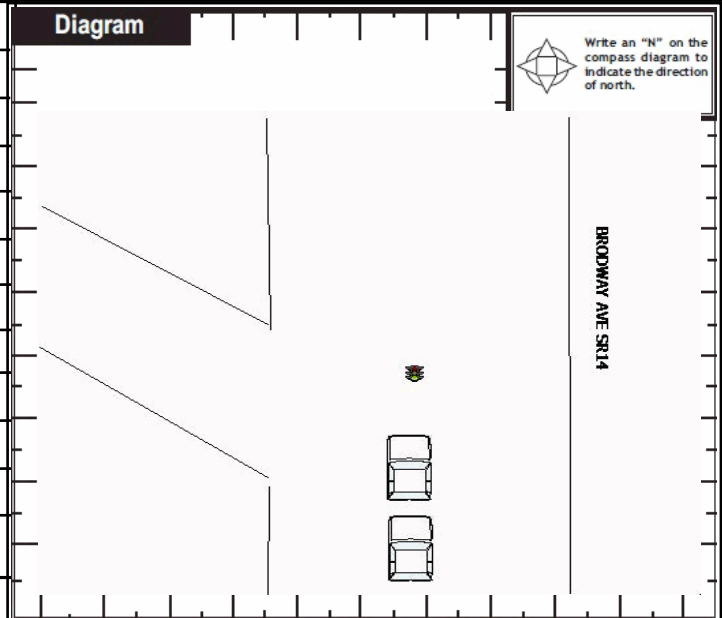 Diagram
Write an “N” on the
compass diagram to
indicate the direction
of north.
BRODWAY AVE SR14